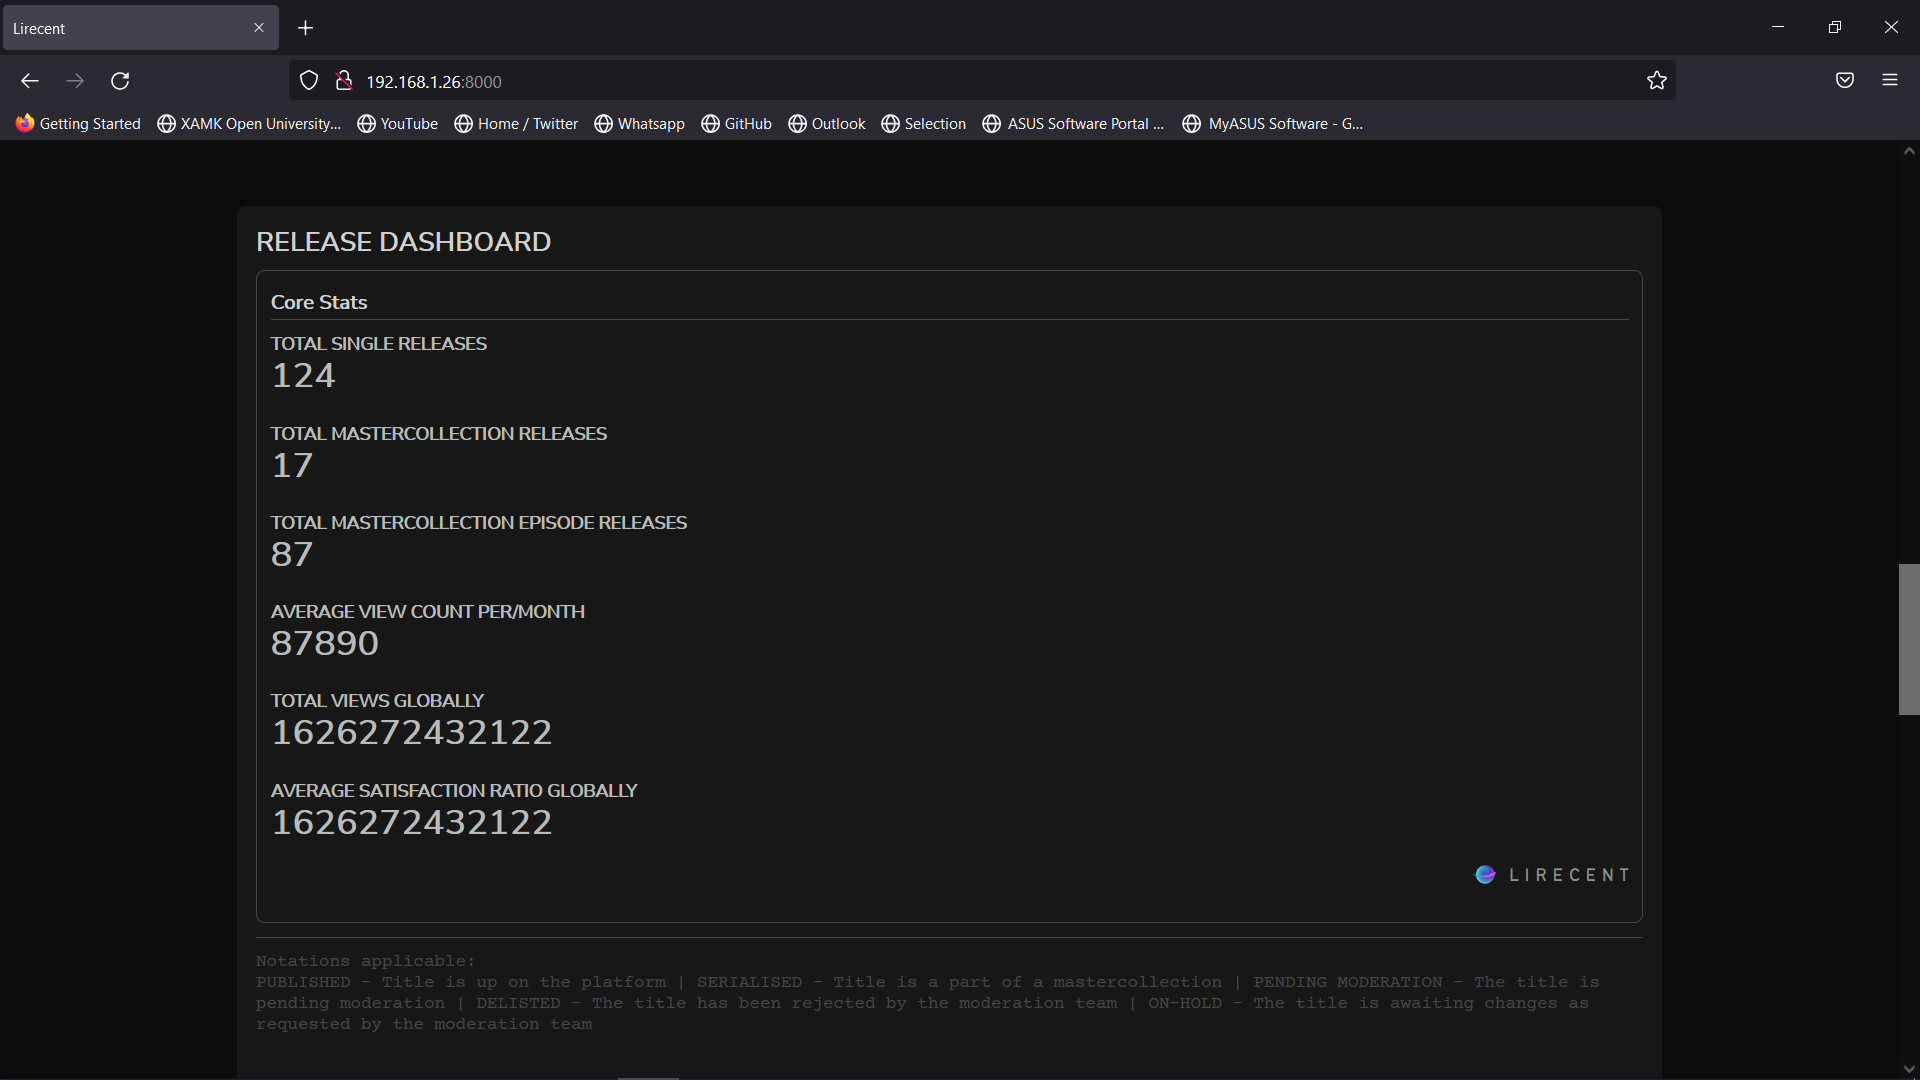 Lirecent
192.168.1.26:8000
Getting Started XAMK Open University... YouTube Home / Twitter Whatsapp GitHub Outlook Selection ASUS Software Portal ... MyASUS Software - G...
RELEASE DASHBOARD
Core Stats
TOTAL SINGLE RELEASES
124
TOTAL MASTERCOLLECTION RELEASES
17
TOTAL MASTERCOLLECTION EPISODE RELEASES
87
AVERAGE VIEW COUNT PER/MONTH
87890
TOTAL VIEWS GLOBALLY
1626272432122
AVERAGE SATISFACTION RATIO GLOBALLY
1626272432122
LIRECENT
Notations applicable:
PUBLISHED - Title is up on the platform | SERIALISED - Title is a part of a mastercollection | PENDING MODERATION - The title is
pending moderation | DELISTED - The title has been rejected by the moderation team | ON-HOLD - The title is awaiting changes as
requested by the moderation team